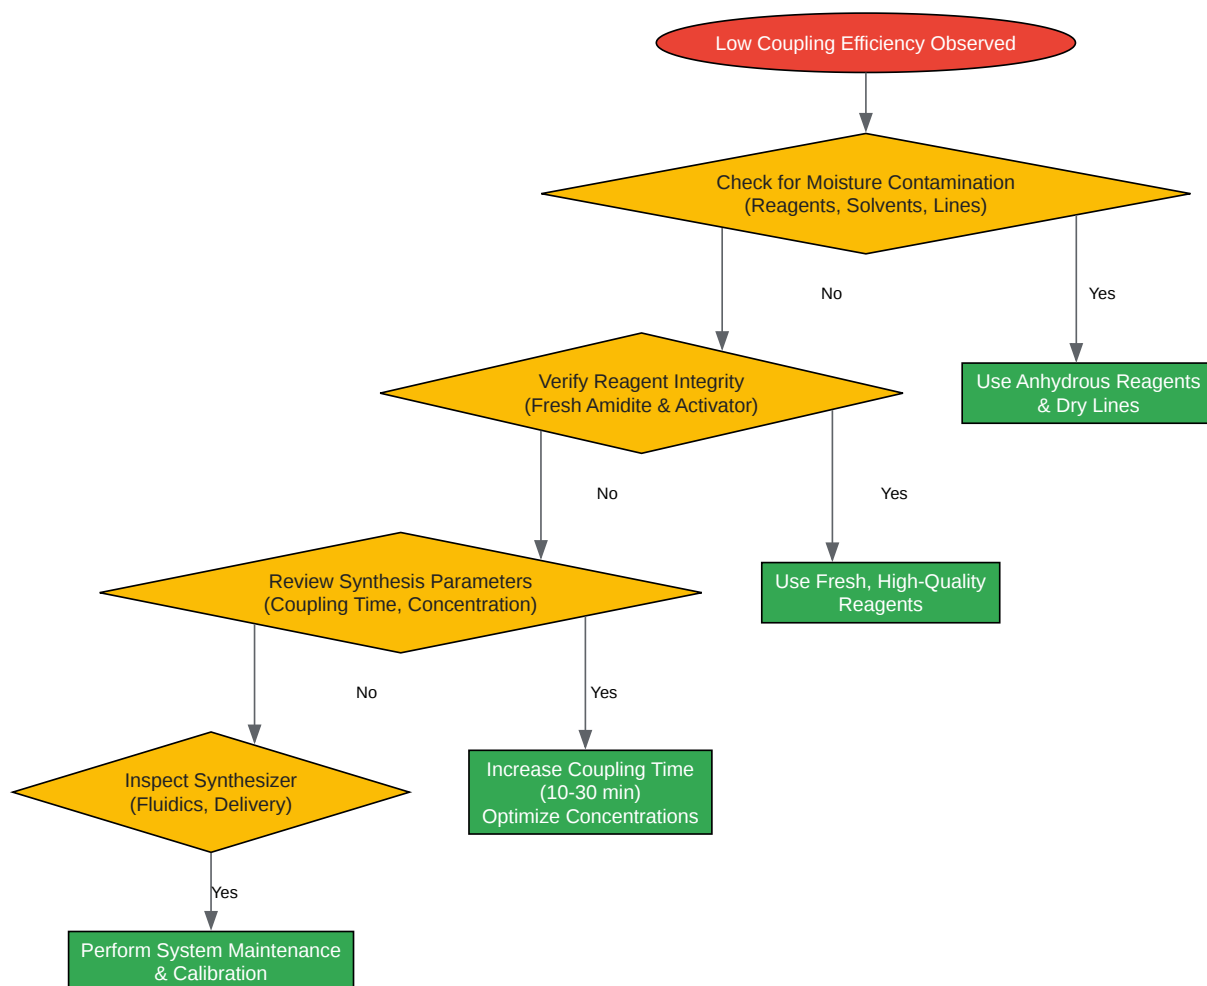 Low Coupling Efficiency Observed
Check for Moisture Contamination
(Reagents, Solvents, Lines)
No
Yes
Verify Reagent Integrity
(Fresh Amidite & Activator)
Use Anhydrous Reagents
& Dry Lines
No
Yes
Review Synthesis Parameters
(Coupling Time, Concentration)
Use Fresh, High-Quality
Reagents
No
Yes
Inspect Synthesizer
(Fluidics, Delivery)
Increase Coupling Time
(10-30 min)
Optimize Concentrations
Yes
Perform System Maintenance
& Calibration